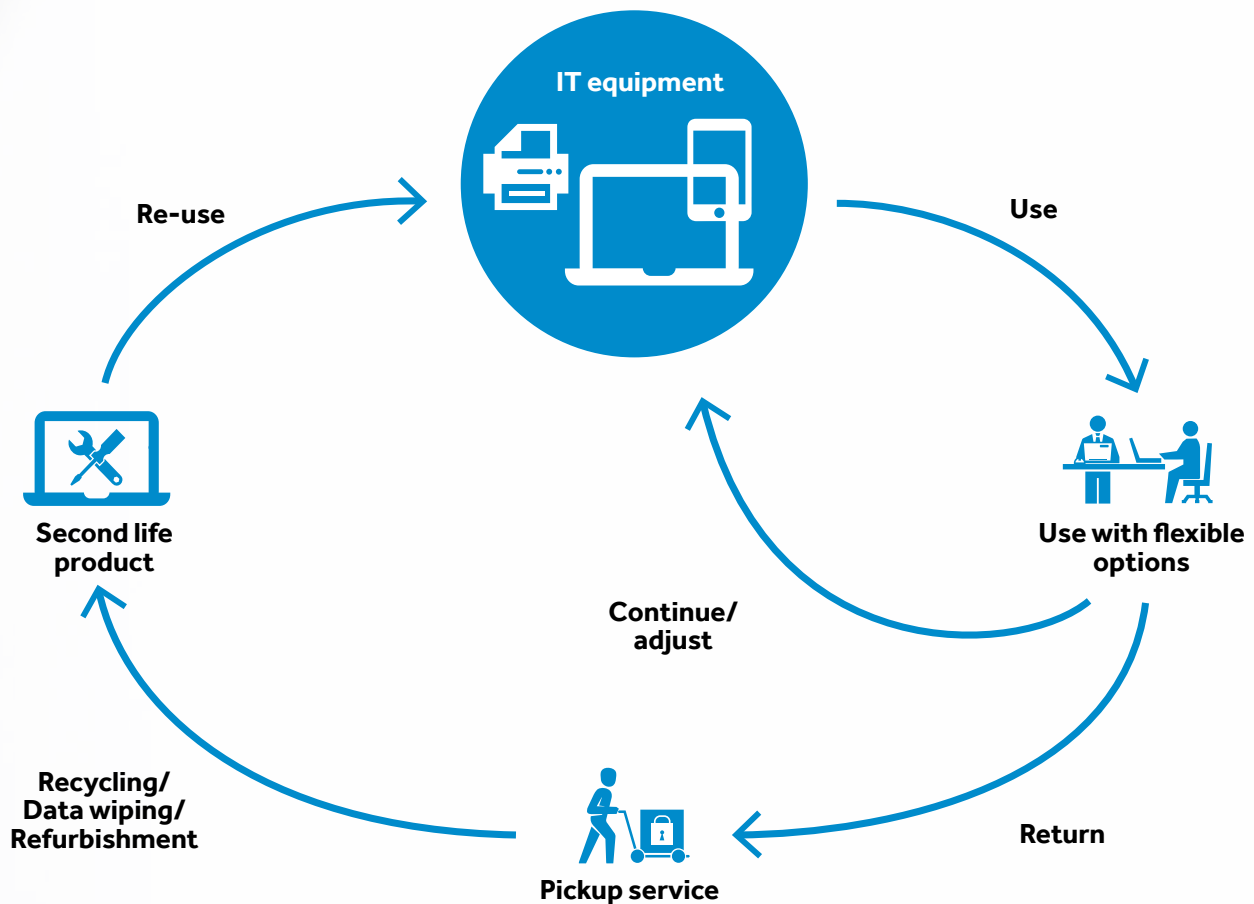 IT equipment
Re-use
Use
Second life
product
Use with flexible
options
Continue/
adjust
Recycling/
Data wiping/
Refurbishment
Return
Pickup service